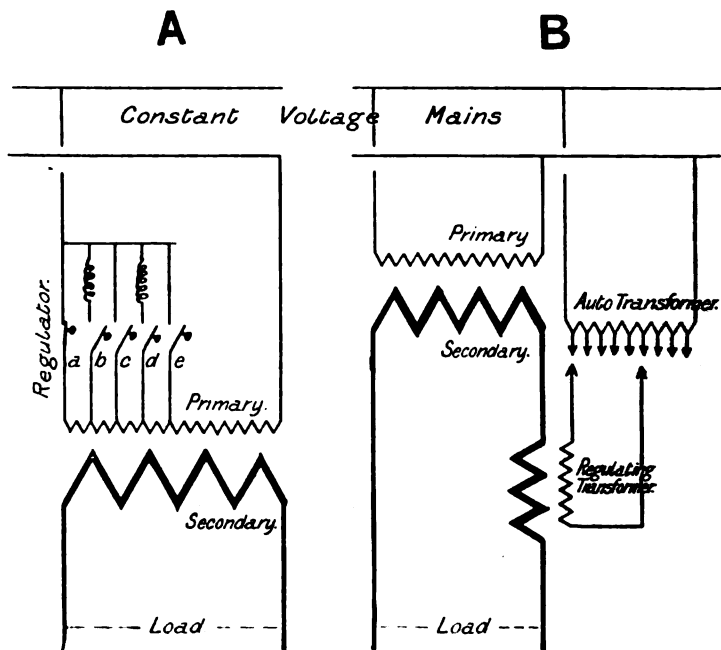 A
B
Constant Voltage Mains
Regulator.
a b c d e
Primary.
Secondary.
Load
Primary
Secondary.
Auto Transformer.
Regulating
Transformer.
Load